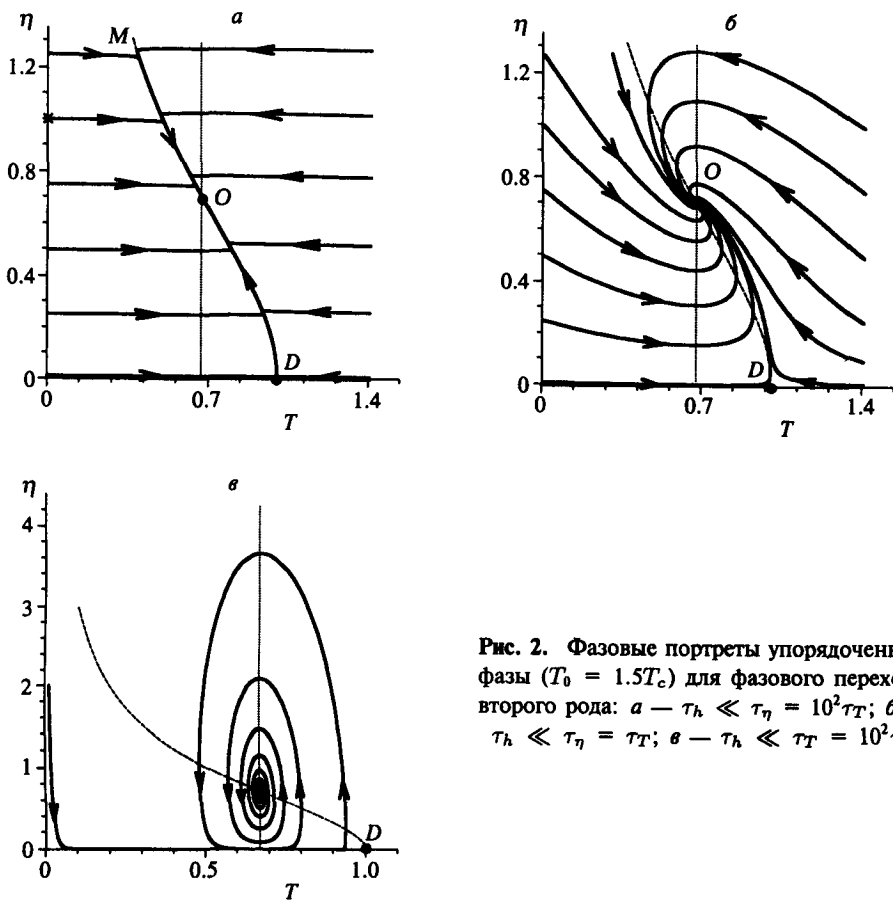 η
а
M
1.2
0.8
O
0.4
D
0
0
0.7
1.4
T
η
б
1.2
0.8
O
0.4
D
0
0
0.7
1.4
T
η
в
4
3
2
1
0
D
0
0.5
1.0
T
Рис. 2. Фазовые портреты
фазы (T₀ = 1.5T_c) для фазового
второго рода: а — τ_h ≪ τ_η = 10²τ_T; б
τ_h ≪ τ_η = τ_T; в — τ_h ≪ τ_T = 10²